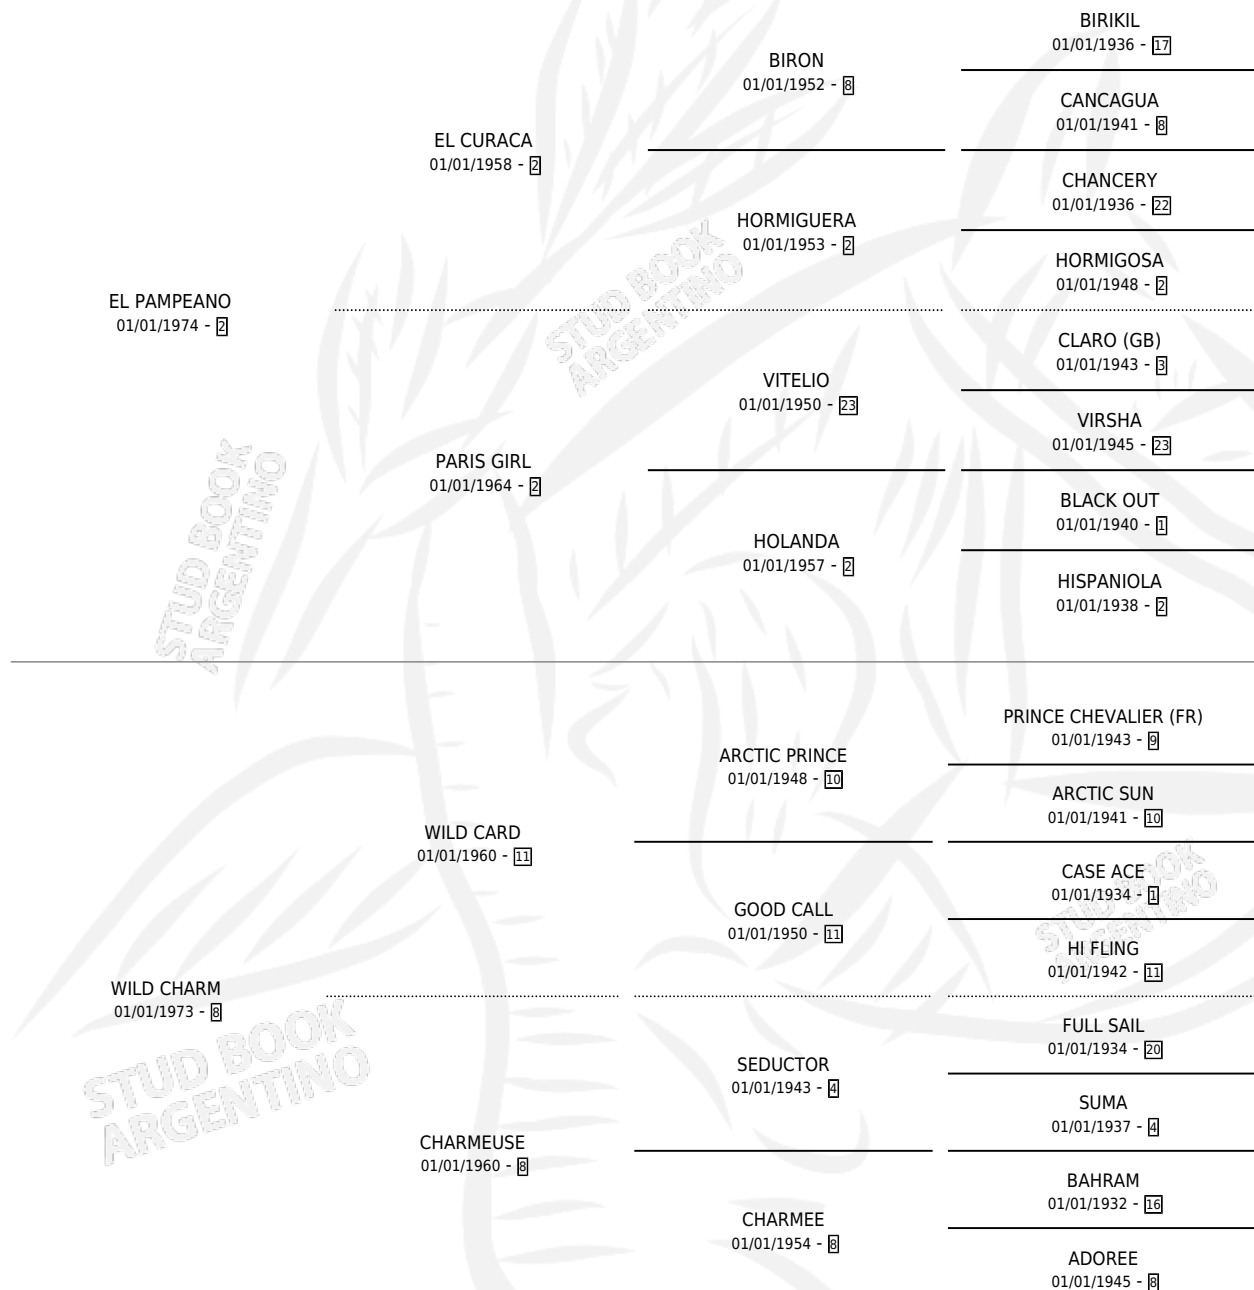 BIRIKIL
01/01/1936 - 17
BIRON
01/01/1952 - 8
CANCAGUA
01/01/1941 - 8
EL CURACA
01/01/1958 - 2
CHANCERY
01/01/1936 - 22
HORMIGUERA
01/01/1953 - 2
HORMIGOSA
01/01/1948 - 2
EL PAMPEANO
01/01/1974 - 2
CLARO (GB)
01/01/1943 - 3
VITELIO
01/01/1950 - 23
VIRSHA
01/01/1945 - 23
PARIS GIRL
01/01/1964 - 2
BLACK OUT
01/01/1940 - 1
HOLANDA
01/01/1957 - 2
HISPANIOLA
01/01/1938 - 2
STUD BOOK
ARGENTINO
STUD BOOK
ARGENTINO
PRINCE CHEVALIER (FR)
01/01/1943 - 9
ARCTIC PRINCE
01/01/1948 - 10
ARCTIC SUN
01/01/1941 - 10
WILD CARD
01/01/1960 - 11
CASE ACE
01/01/1934 - 1
GOOD CALL
01/01/1950 - 11
HI FLING
01/01/1942 - 11
WILD CHARM
01/01/1973 - 8
FULL SAIL
01/01/1934 - 20
SEDUCTOR
01/01/1943 - 4
SUMA
01/01/1937 - 4
CHARMEUSE
01/01/1960 - 8
BAHRAM
01/01/1932 - 16
CHARMEE
01/01/1954 - 8
ADOREE
01/01/1945 - 8
STUD BOOK
ARGENTINO
STUD BOOK
ARGENTINO